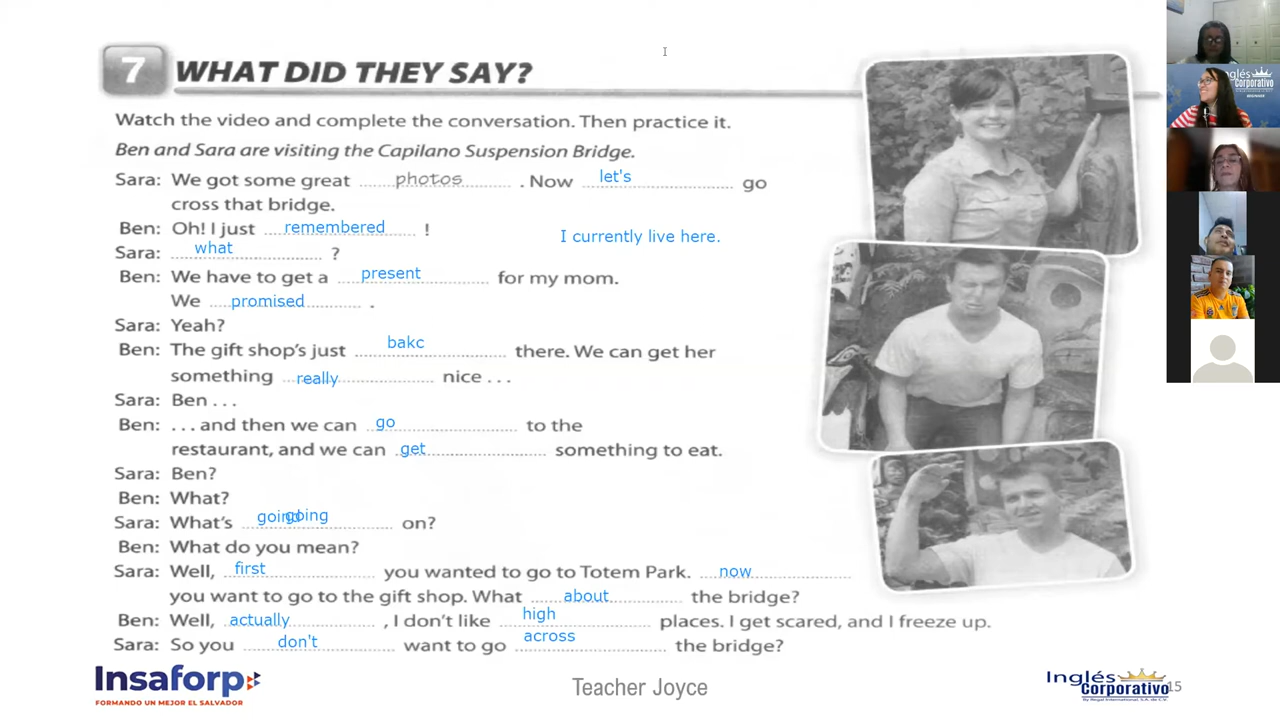 7 WHAT DID THEY SAY?
Watch the video and complete the conversation. Then practice it.
Ben and Sara are visiting the Capilano Suspension Bridge.
Sara: We got some great photos . Now let's go
cross that bridge.
Ben: Oh! I just remembered !
I currently live here.
Sara: what ?
Ben: We have to get a present for my mom.
We promised .
Sara: Yeah?
Ben: The gift shop's just bakc there. We can get her
something really nice . . .
Sara: Ben . . .
Ben: . . . and then we can go to the
restaurant, and we can get something to eat.
Sara: Ben?
Ben: What?
Sara: What's going going on?
Ben: What do you mean?
Sara: Well, first you wanted to go to Totem Park. now
you want to go to the gift shop. What about the bridge?
Ben: Well, actually , I don't like high places. I get scared, and I freeze up.
Sara: So you don't want to go across the bridge?
Insaforp
FORMANDO UN MEJOR EL SALVADOR
Teacher Joyce
Inglés
Corporativo
By Regal International, S.A. de C.V.
15
Inglés
Corporativo